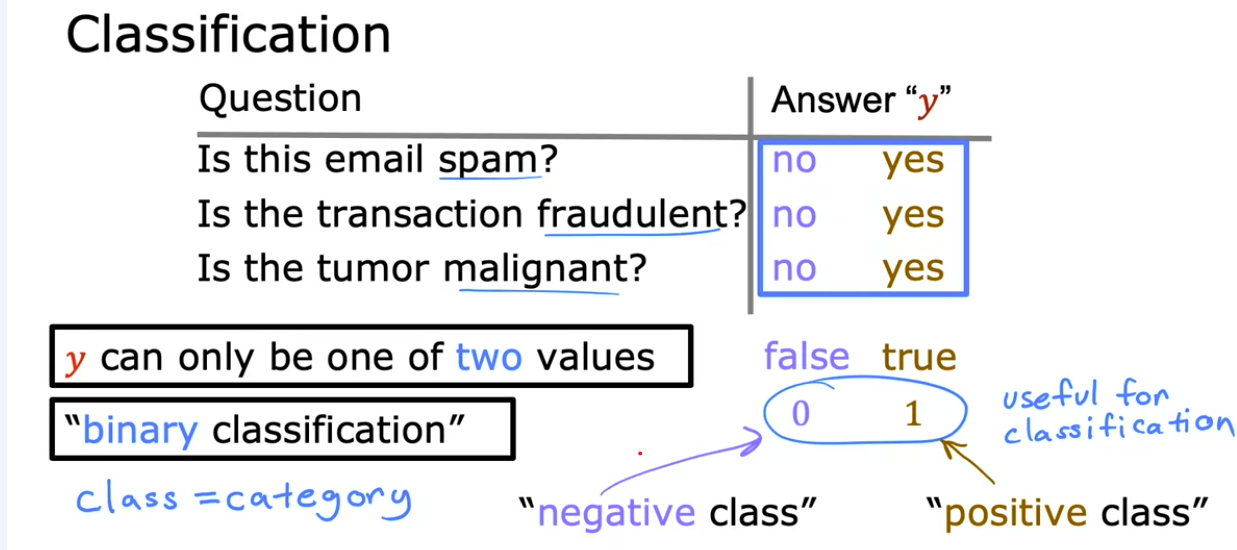 Classification
Question Answer “y”
Is this email spam? no yes
Is the transaction fraudulent? no yes
Is the tumor malignant? no yes
y can only be one of two values
false true
“binary classification”
0 1
useful for
classification
class = category
“negative class” “positive class”